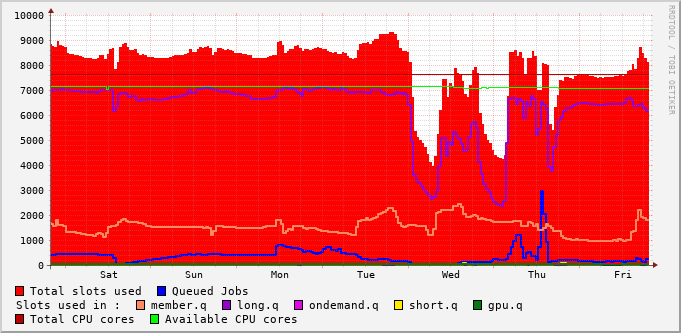 RRDTOOL / TOBI OETIKER
10000
9000
8000
7000
6000
5000
4000
3000
2000
1000
0
Sat Sun Mon Tue Wed Thu Fri
Total slots used Queued Jobs
Slots used in : member.q long.q ondemand.q short.q gpu.q
Total CPU cores Available CPU cores